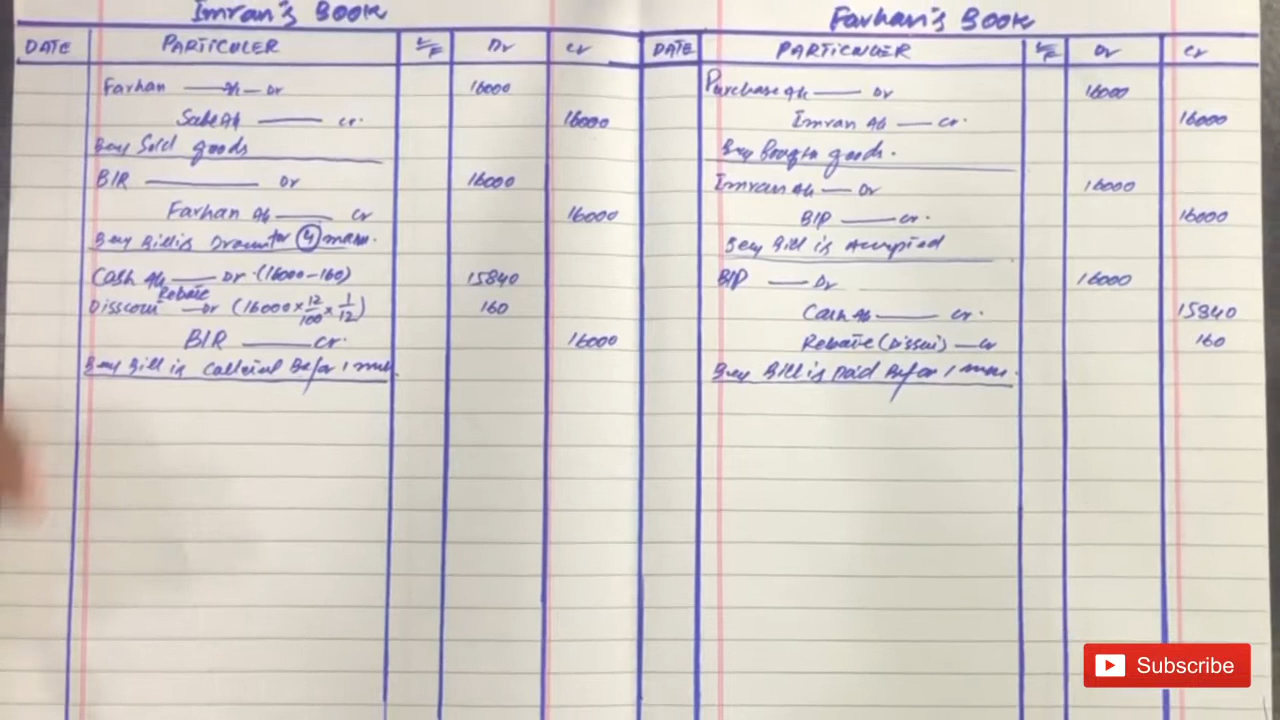 Imran's Book
DATE PARTICULER L/F Dr Cr
Farhan A/c Dr 16000
Sale A/c cr. 16000
Being Sold goods
B/R Dr 16000
Farhan A/c cr 16000
Being Bill is Drawn for 4
Cash A/c Dr (16000-160) 15840
Rebate
Discount Dr (16000 × 12/100 × 1/12) 160
B/R cr. 16000
Being Bill is Before 1
Farhan's Book
DATE PARTICULER L/F Dr Cr
Purchase A/c Dr 16000
Imran A/c cr. 16000
Being Bought goods.
Imran A/c Dr 16000
B/P cr. 16000
Being Bill is Accepted
B/P Dr 16000
Cash A/c cr. 15840
Rebate (Discount) cr 160
Being Bill is paid Before 1
Subscribe